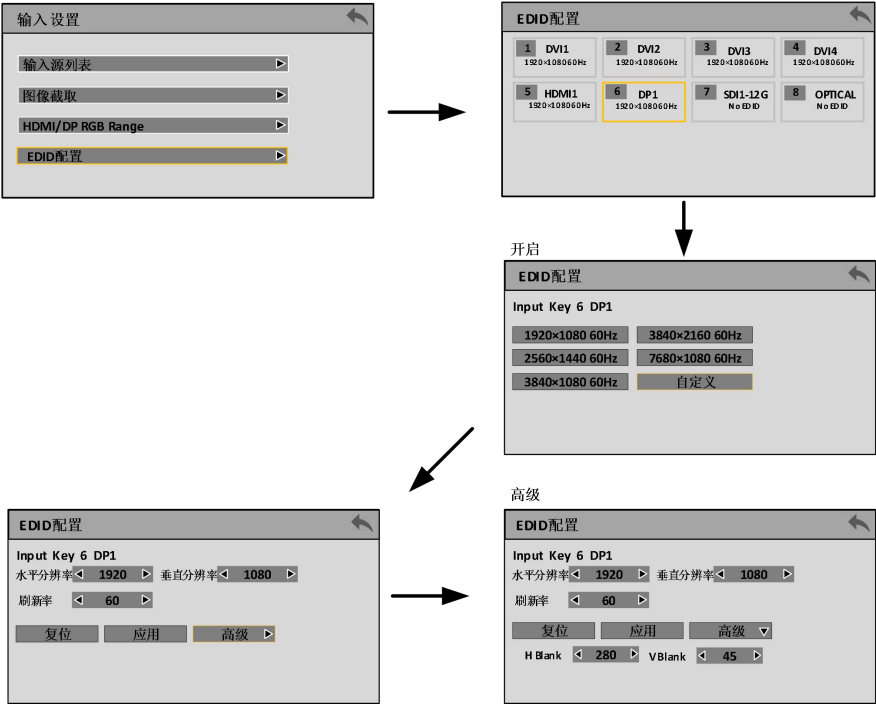 输入设置
输入源列表
图像截取
HDMI/DP RGB Range
EDID配置
EDID配置
1 DVI1 2 DVI2 3 DVI3 4 DVI4
1920×108060Hz 1920×108060Hz 1920×108060Hz 1920×108060Hz
5 HDMI1 6 DP1 7 SDI1-12G 8 OPTICAL
1920×108060Hz 1920×108060Hz No EDID No EDID
开启
EDID配置
Input Key 6 DP1
1920×1080 60Hz 3840×2160 60Hz
2560×1440 60Hz 7680×1080 60Hz
3840×1080 60Hz 自定义
EDID配置
Input Key 6 DP1
水平分辨率 1920 垂直分辨率 1080
刷新率 60
复位 应用 高级
高级
EDID配置
Input Key 6 DP1
水平分辨率 1920 垂直分辨率 1080
刷新率 60
复位 应用 高级
H Blank 280 V Blank 45